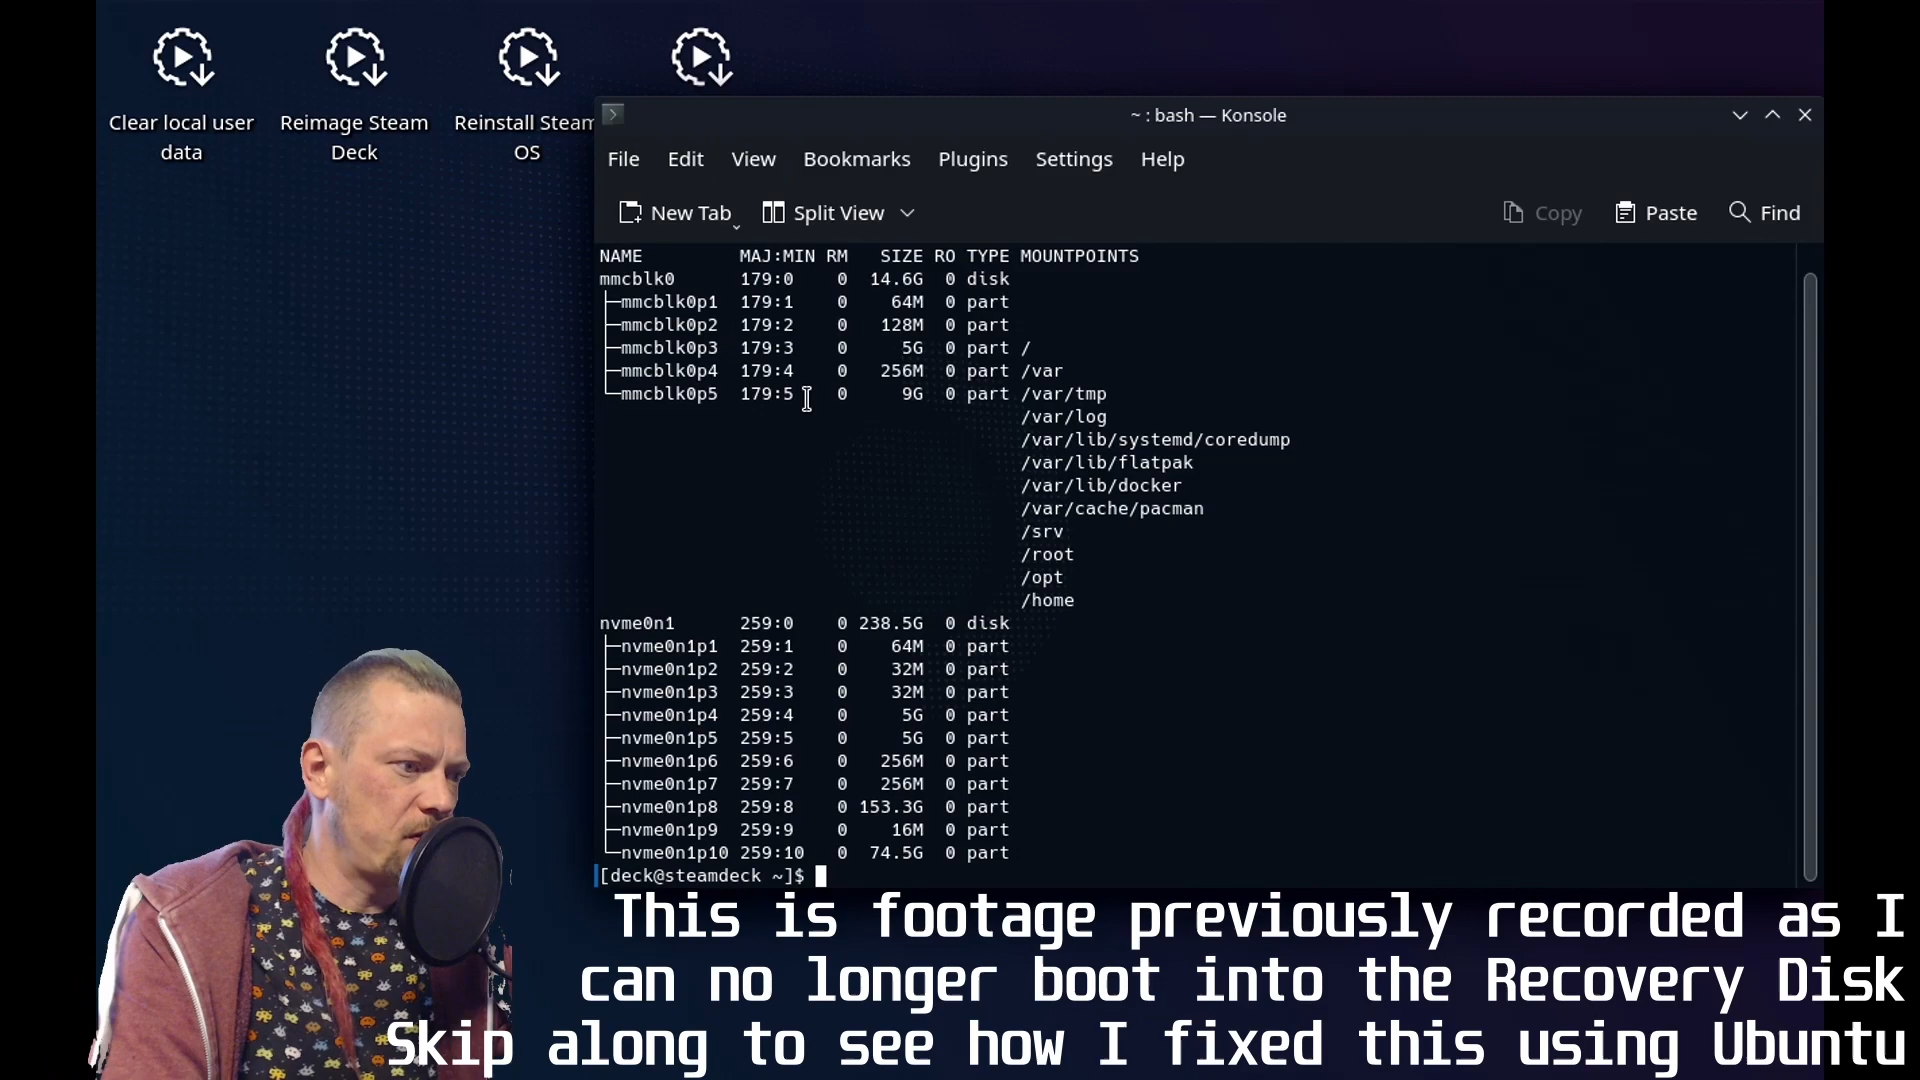 Clear local user
data
Reimage Steam
Deck
Reinstall Steam
OS
~ : bash — Konsole
File Edit View Bookmarks Plugins Settings Help
New Tab Split View Copy Paste Find
NAME MAJ:MIN RM SIZE RO TYPE MOUNTPOINTS
mmcblk0 179:0 0 14.6G 0 disk
├─mmcblk0p1 179:1 0 64M 0 part
├─mmcblk0p2 179:2 0 128M 0 part
├─mmcblk0p3 179:3 0 5G 0 part /
├─mmcblk0p4 179:4 0 256M 0 part /var
└─mmcblk0p5 179:5 0 9G 0 part /var/tmp
/var/log
/var/lib/systemd/coredump
/var/lib/flatpak
/var/lib/docker
/var/cache/pacman
/srv
/root
/opt
/home
nvme0n1 259:0 0 238.5G 0 disk
├─nvme0n1p1 259:1 0 64M 0 part
├─nvme0n1p2 259:2 0 32M 0 part
├─nvme0n1p3 259:3 0 32M 0 part
├─nvme0n1p4 259:4 0 5G 0 part
├─nvme0n1p5 259:5 0 5G 0 part
├─nvme0n1p6 259:6 0 256M 0 part
├─nvme0n1p7 259:7 0 256M 0 part
├─nvme0n1p8 259:8 0 153.3G 0 part
├─nvme0n1p9 259:9 0 16M 0 part
└─nvme0n1p10 259:10 0 74.5G 0 part
[deck@steamdeck ~]$
This is footage previously recorded as I
can no longer boot into the Recovery Disk
Skip along to see how I fixed this using Ubuntu